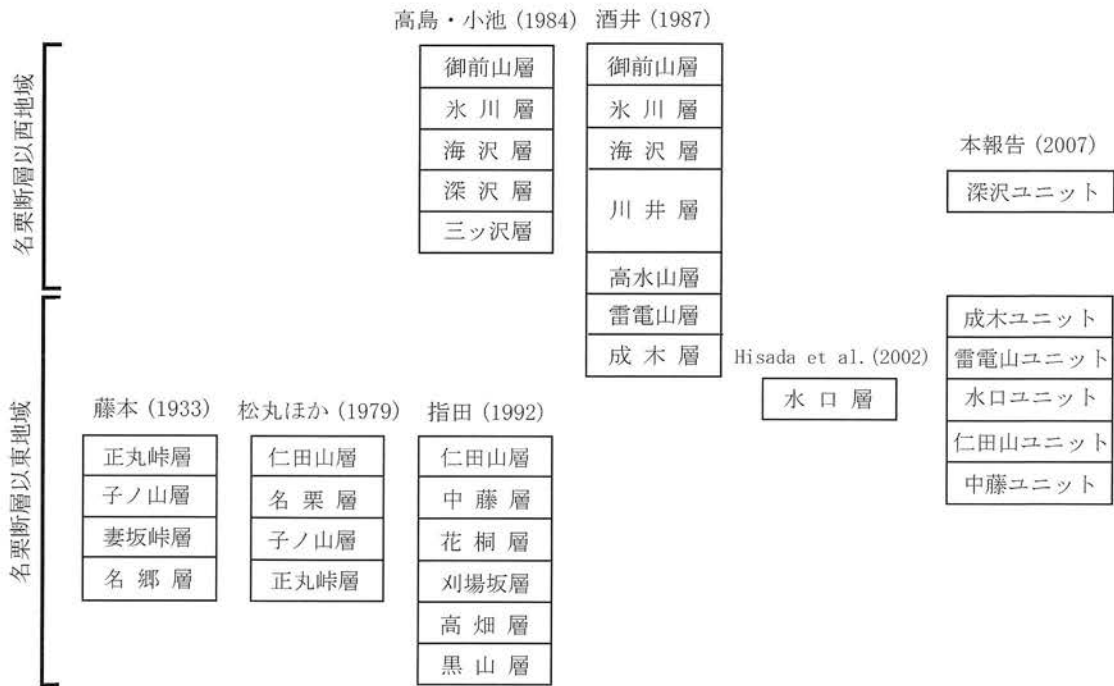 高島・小池 (1984)
御前山層
氷川層
海沢層
深沢層
三ッ沢層
酒井 (1987)
御前山層
氷川層
海沢層
川井層
高水山層
雷電山層
成木層
本報告 (2007)
深沢ユニット
成木ユニット
雷電山ユニット
水口ユニット
仁田山ユニット
中藤ユニット
Hisada et al. (2002)
水口層
藤本 (1933)
正丸峠層
子ノ山層
妻坂峠層
名郷層
松丸ほか (1979)
仁田山層
名栗層
子ノ山層
正丸峠層
指田 (1992)
仁田山層
中藤層
花桐層
刈場坂層
高畑層
黒山層
名栗断層以西地域
名栗断層以東地域